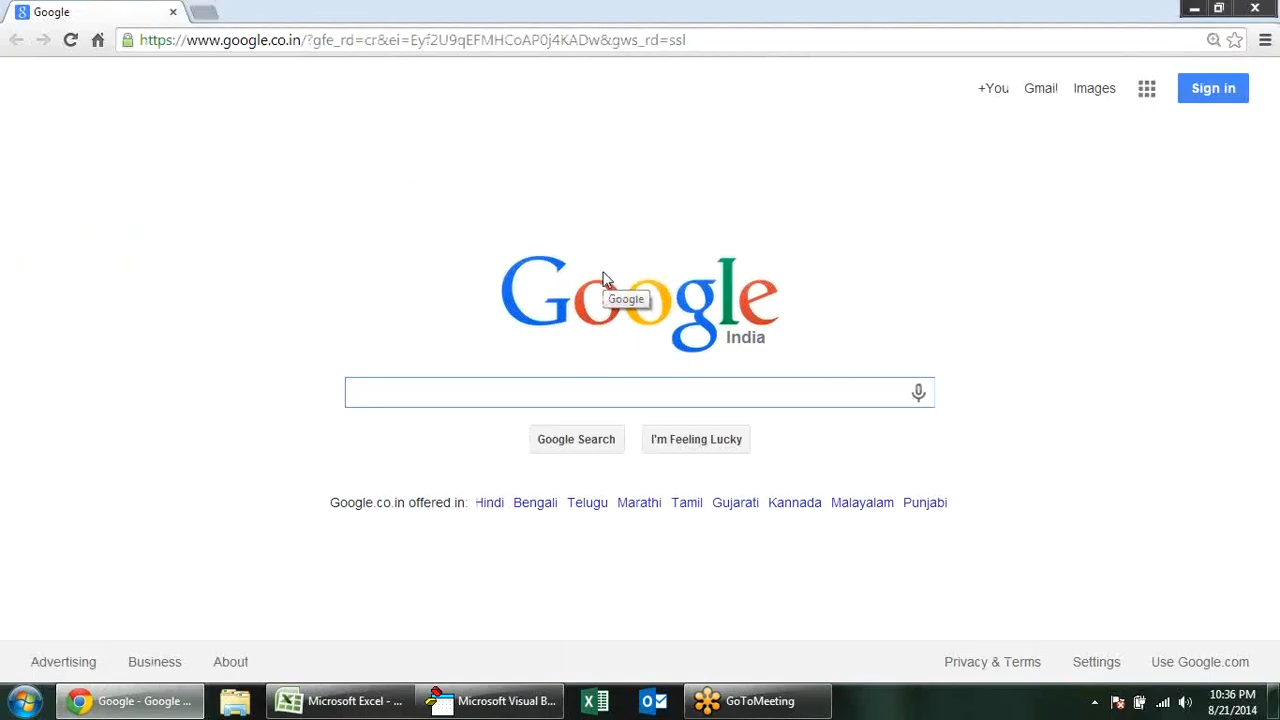 Google
https://www.google.co.in/?gfe_rd=cr&ei=Eyf2U9qEFMHCoAP0j4KADw&gws_rd=ssl
+You Gmail Images Sign in
Google
Google
India
Google Search I'm Feeling Lucky
Google.co.in offered in: Hindi Bengali Telugu Marathi Tamil Gujarati Kannada Malayalam Punjabi
Advertising Business About Privacy & Terms Settings Use Google.com
Google - Google ... Microsoft Excel - ... Microsoft Visual B... GoToMeeting
10:36 PM
8/21/2014